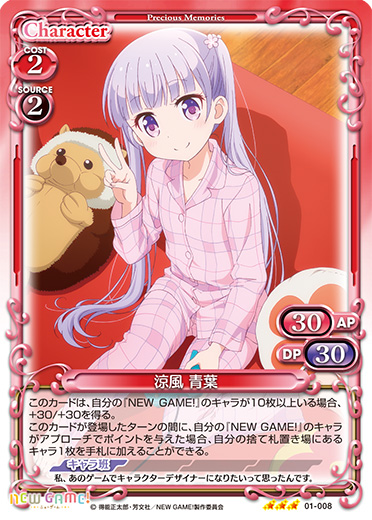 Precious Memories
Character
COST
2
SOURCE
2
30 AP
DP 30
涼風 青葉
このカードは、自分の『NEW GAME!』のキャラが10枚以上いる場合、
+30/+30を得る。
このカードが登場したターンの間に、自分の『NEW GAME!』のキャラ
がアプローチでポイントを与えた場合、自分の捨て札置き場にある
キャラ1枚を手札に加えることができる。
キャラ班
私、あのゲームでキャラクターデザイナーになりたいって思ったんです。
NEW GAME!
© 得能正太郎・芳文社／NEW GAME!製作委員会
★★★ 01-008